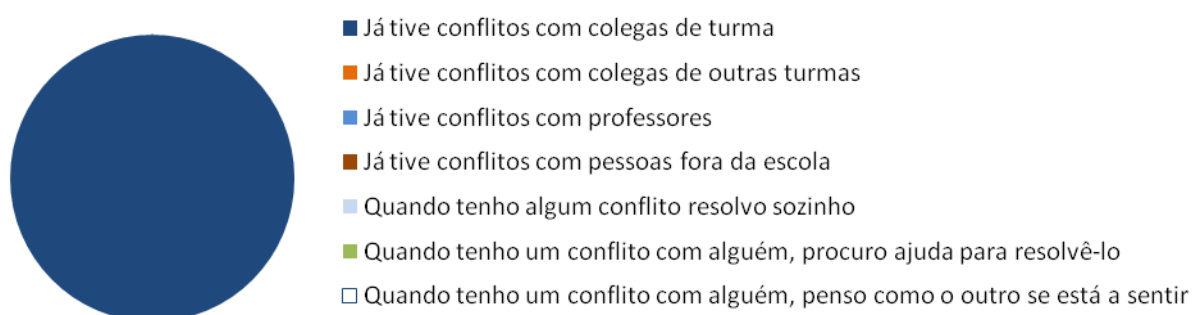 Já tive conflitos com colegas de turma
Já tive conflitos com colegas de outras turmas
Já tive conflitos com professores
Já tive conflitos com pessoas fora da escola
Quando tenho algum conflito resolvo sozinho
Quando tenho um conflito com alguém, procuro ajuda para resolvê-lo
Quando tenho um conflito com alguém, penso como o outro se está a sentir